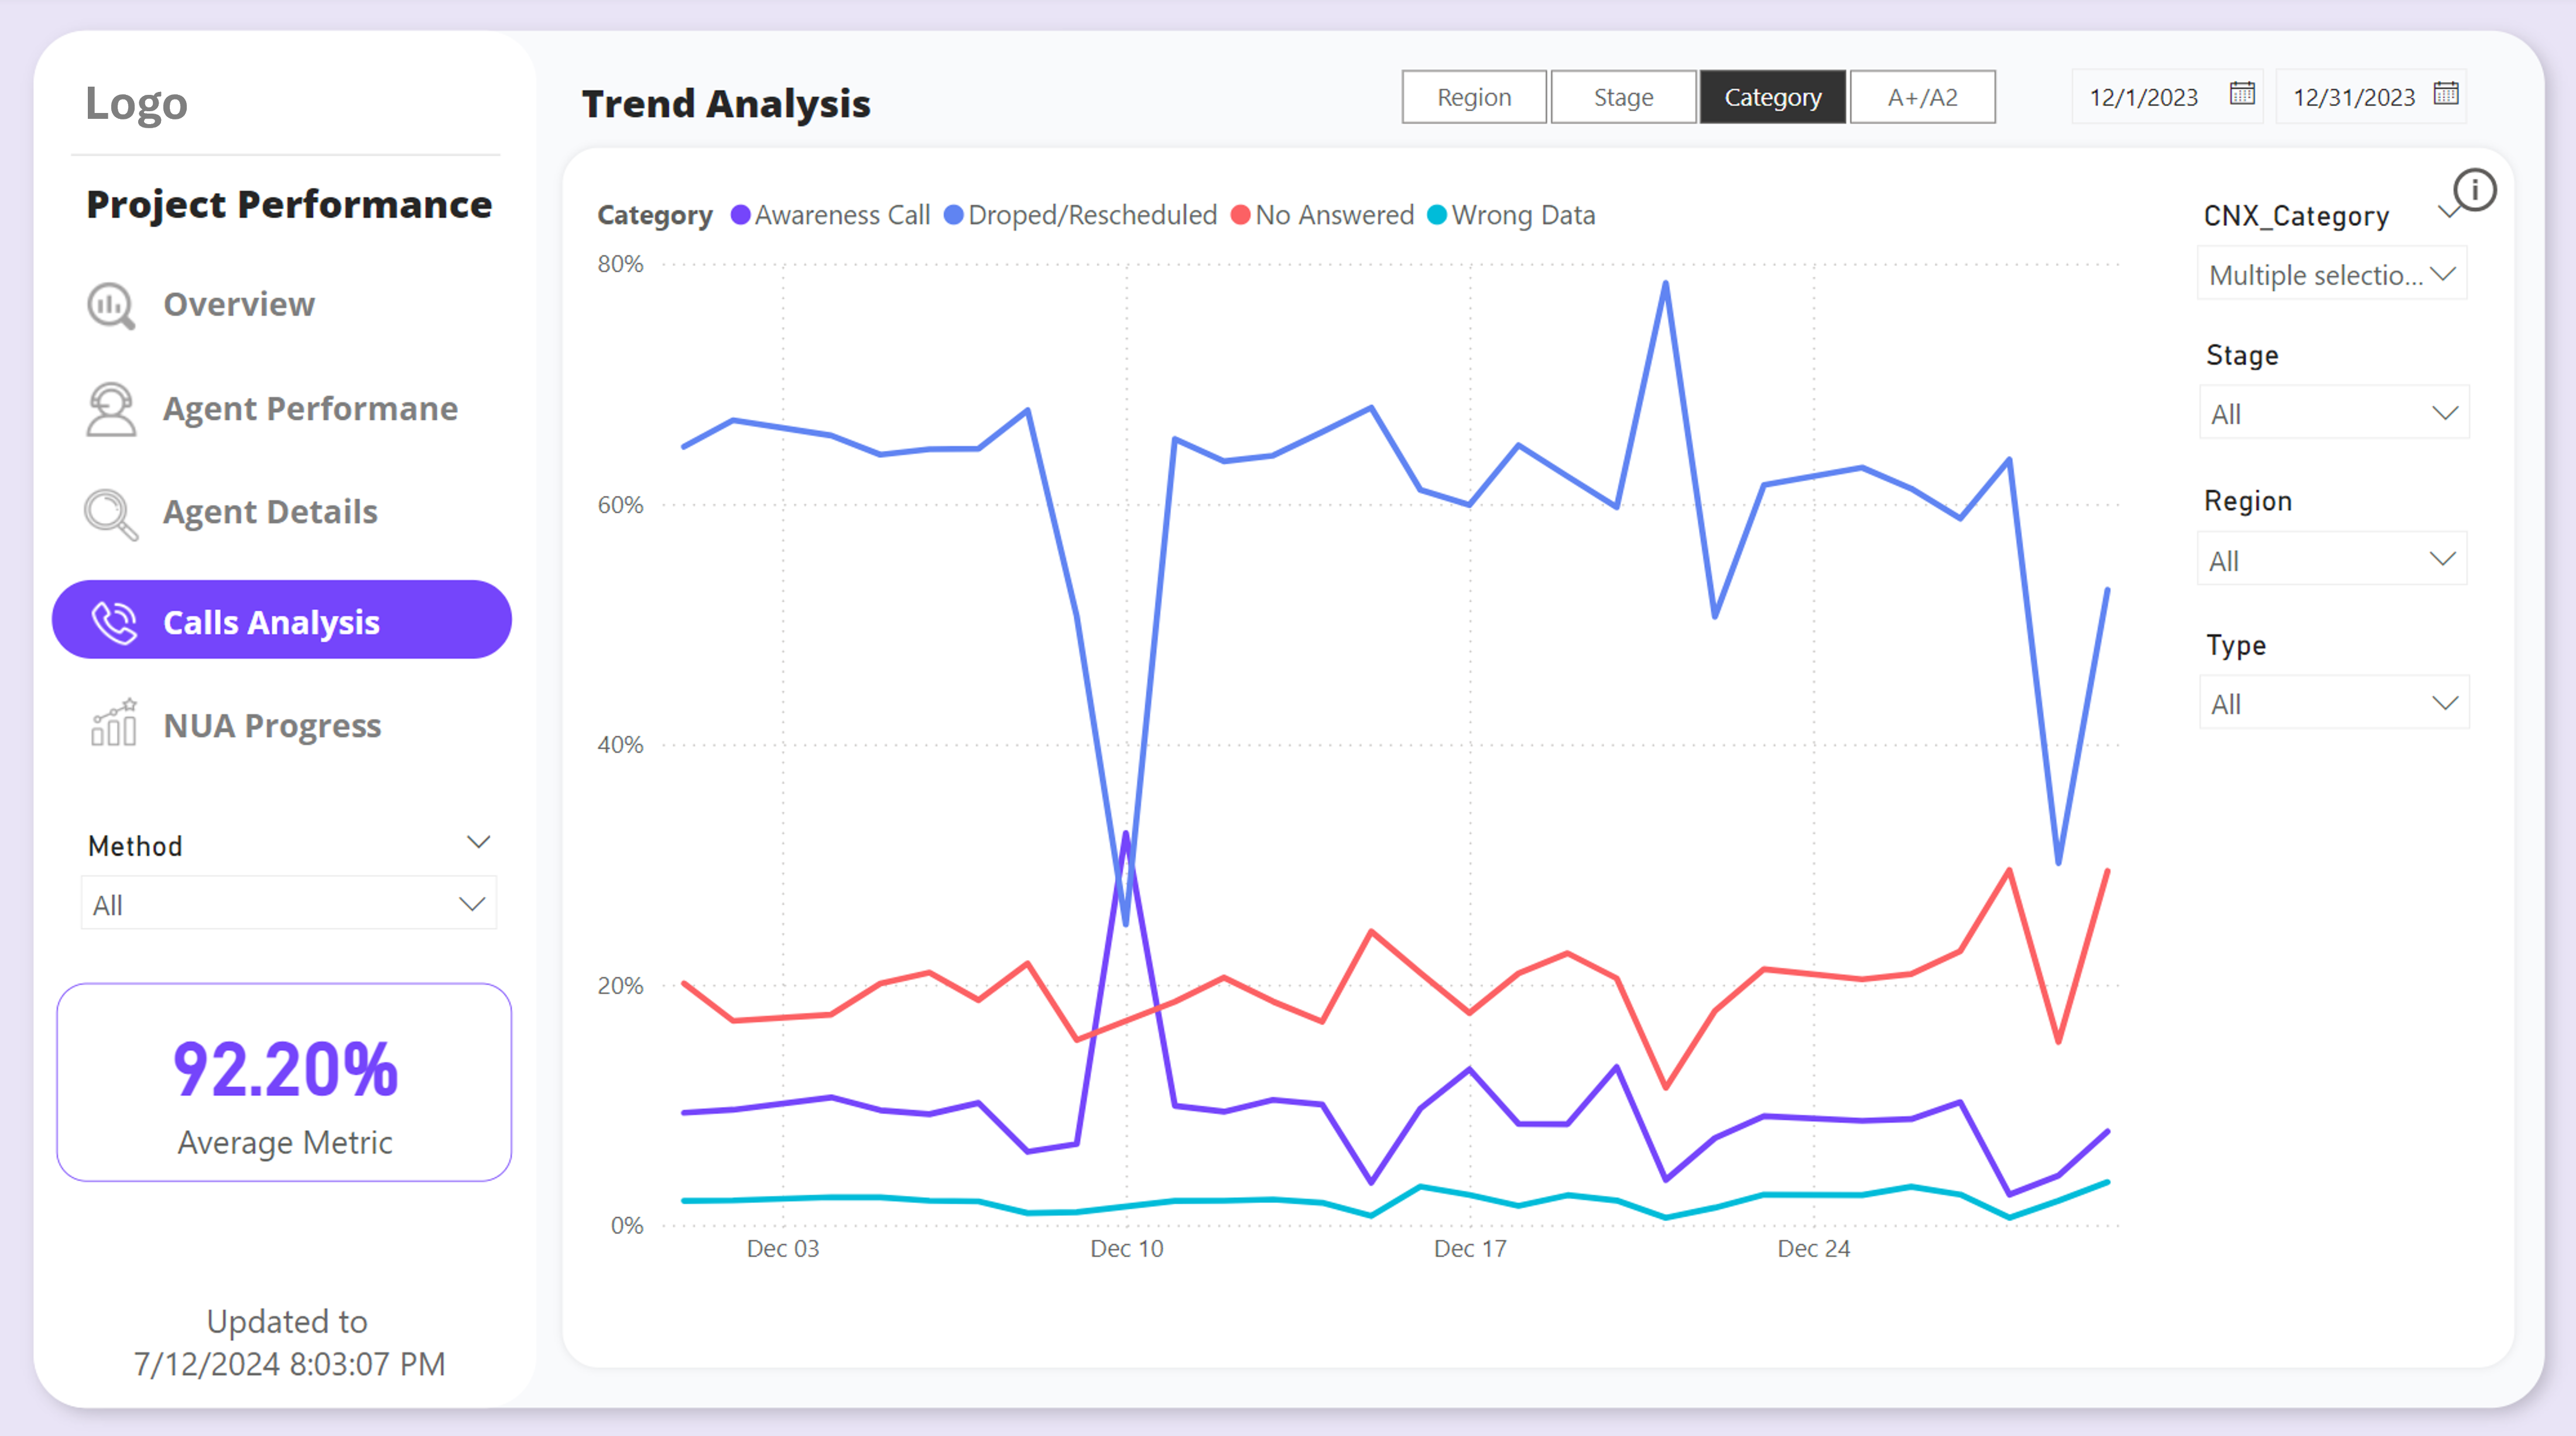 Logo
Project Performance
Overview
Agent Performane
Agent Details
Calls Analysis
NUA Progress
Method
All
92.20%
Average Metric
Updated to
7/12/2024 8:03:07 PM
Trend Analysis
Region Stage Category A+/A2
12/1/2023 12/31/2023
Category Awareness Call Droped/Rescheduled No Answered Wrong Data
80%
60%
40%
20%
0%
Dec 03 Dec 10 Dec 17 Dec 24
i
CNX_Category
Multiple selectio...
Stage
All
Region
All
Type
All